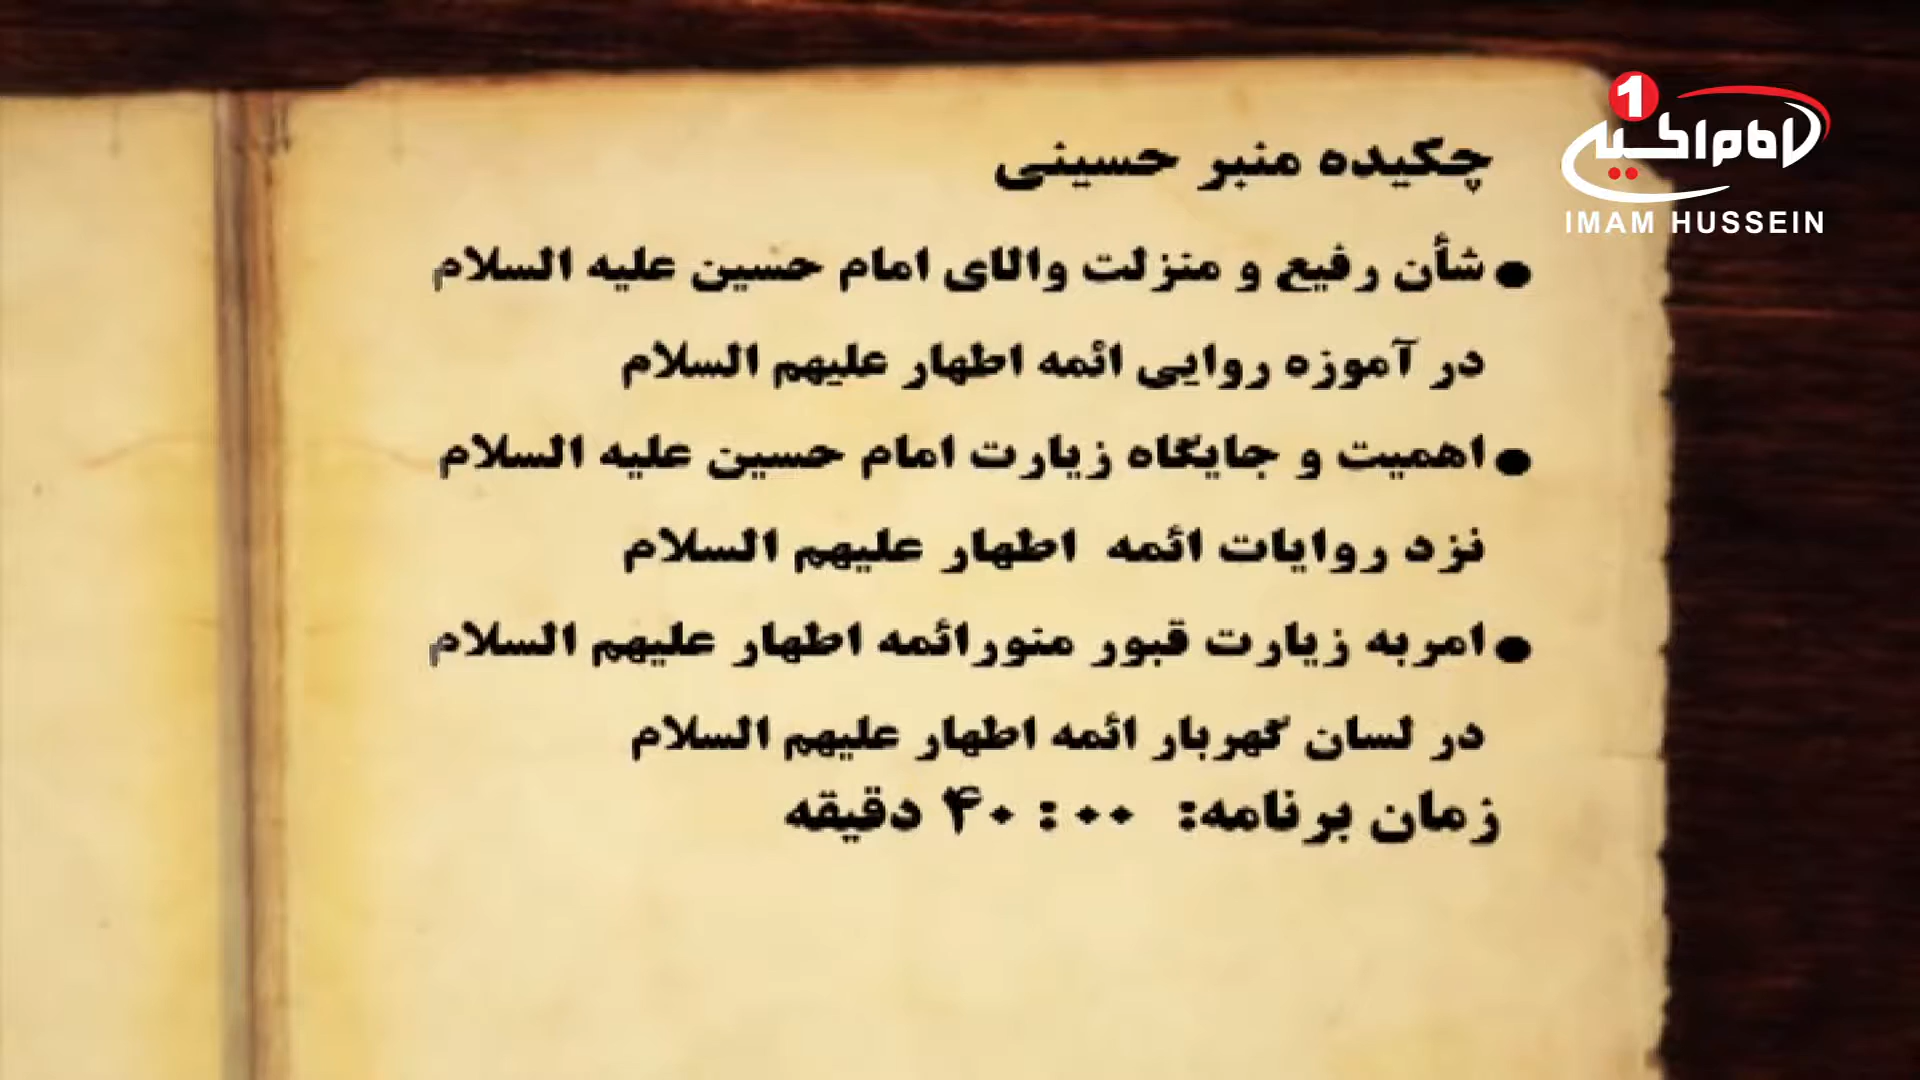 چکیده منبر حسینی
● شأن رفیع و منزلت والای امام حسین علیه السلام
در آموزه روایی ائمه اطهار علیهم السلام
● اهمیت و جایگاه زیارت امام حسین علیه السلام
نزد روایات ائمه اطهار علیهم السلام
● امر به زیارت قبور منورائمه اطهار علیهم السلام
در لسان گهربار ائمه اطهار علیهم السلام
زمان برنامه: ۴۰:۰۰ دقیقه
1
امام حسین
IMAM HUSSEIN